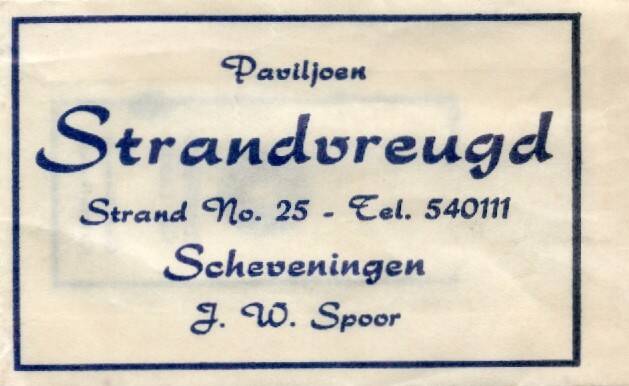 Paviljoen
Strandvreugd
Strand No. 25 - Tel. 540111
Scheveningen
J. W. Spoor